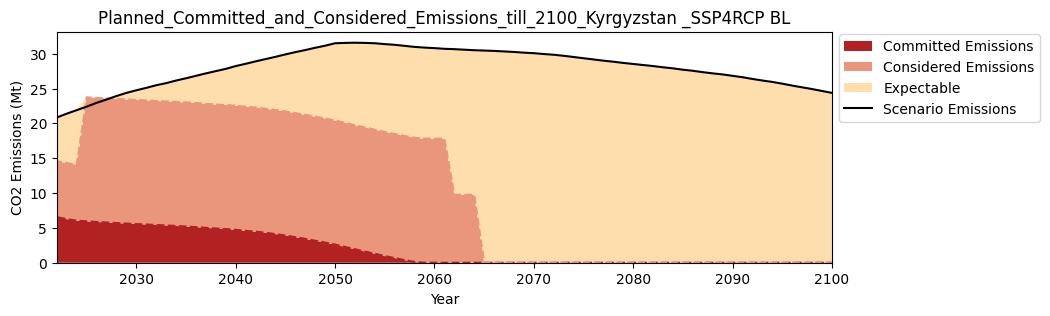 Planned_Committed_and_Considered_Emissions_till_2100_Kyrgyzstan _SSP4RCP BL
Committed Emissions
Considered Emissions
Expectable
Scenario Emissions
CO2 Emissions (Mt)
30
25
20
15
10
5
0
2030 2040 2050 2060 2070 2080 2090 2100
Year